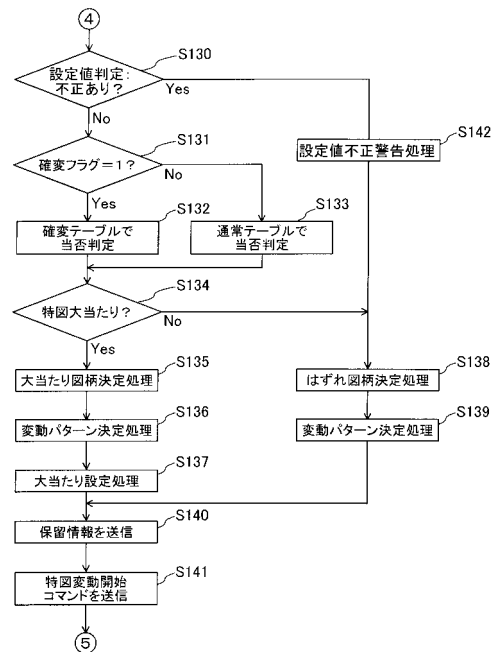 ④
S130
設定値判定：
不正あり？
Yes
No
S142
設定値不正警告処理
S131
確変フラグ＝1？
No
Yes
S132
確変テーブルで
当否判定
S133
通常テーブルで
当否判定
S134
特図大当たり？
No
Yes
S135
大当たり図柄決定処理
S138
はずれ図柄決定処理
S136
変動パターン決定処理
S139
変動パターン決定処理
S137
大当たり設定処理
S140
保留情報を送信
S141
特図変動開始
コマンドを送信
⑤